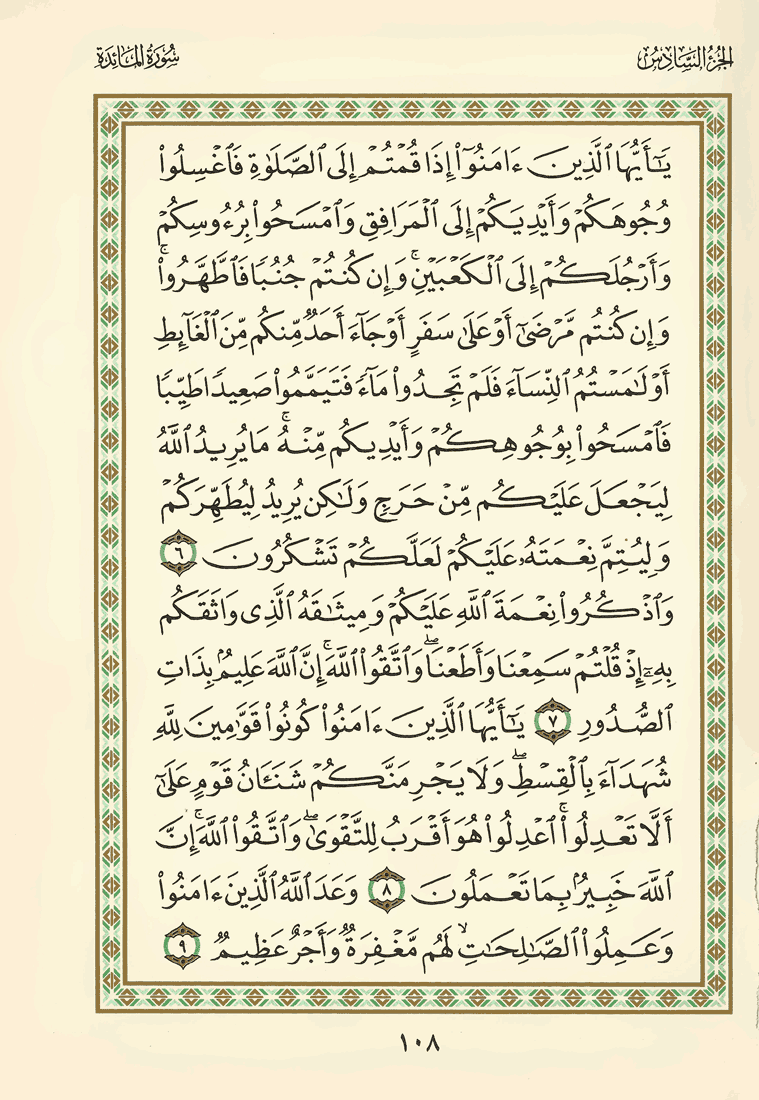 الجزء السادس
سورة المائدة
يَٰٓأَيُّهَا ٱلَّذِينَ ءَامَنُوٓا۟ إِذَا قُمْتُمْ إِلَى ٱلصَّلَوٰةِ فَٱغْسِلُوا۟
وُجُوهَكُمْ وَأَيْدِيَكُمْ إِلَى ٱلْمَرَافِقِ وَٱمْسَحُوا۟ بِرُءُوسِكُمْ
وَأَرْجُلَكُمْ إِلَى ٱلْكَعْبَيْنِ ۚ وَإِن كُنتُمْ جُنُبًا فَٱطَّهَّرُوا۟ ۚ
وَإِن كُنتُم مَّرْضَىٰٓ أَوْ عَلَىٰ سَفَرٍ أَوْ جَآءَ أَحَدٌ مِّنكُم مِّنَ ٱلْغَآئِطِ
أَوْ لَٰمَسْتُمُ ٱلنِّسَآءَ فَلَمْ تَجِدُوا۟ مَآءً فَتَيَمَّمُوا۟ صَعِيدًا طَيِّبًا
فَٱمْسَحُوا۟ بِوُجُوهِكُمْ وَأَيْدِيكُم مِّنْهُ ۚ مَا يُرِيدُ ٱللَّهُ
لِيَجْعَلَ عَلَيْكُم مِّنْ حَرَجٍ وَلَٰكِن يُرِيدُ لِيُطَهِّرَكُمْ
وَلِيُتِمَّ نِعْمَتَهُۥ عَلَيْكُمْ لَعَلَّكُمْ تَشْكُرُونَ ٦
وَٱذْكُرُوا۟ نِعْمَةَ ٱللَّهِ عَلَيْكُمْ وَمِيثَٰقَهُ ٱلَّذِى وَاثَقَكُم
بِهِۦٓ إِذْ قُلْتُمْ سَمِعْنَا وَأَطَعْنَا ۖ وَٱتَّقُوا۟ ٱللَّهَ ۚ إِنَّ ٱللَّهَ عَلِيمٌۢ بِذَاتِ
ٱلصُّدُورِ ٧ يَٰٓأَيُّهَا ٱلَّذِينَ ءَامَنُوا۟ كُونُوا۟ قَوَّٰمِينَ لِلَّهِ
شُهَدَآءَ بِٱلْقِسْطِ ۖ وَلَا يَجْرِمَنَّكُمْ شَنَـَٔانُ قَوْمٍ عَلَىٰٓ
أَلَّا تَعْدِلُوا۟ ۚ ٱعْدِلُوا۟ هُوَ أَقْرَبُ لِلتَّقْوَىٰ ۖ وَٱتَّقُوا۟ ٱللَّهَ ۚ إِنَّ
ٱللَّهَ خَبِيرٌۢ بِمَا تَعْمَلُونَ ٨ وَعَدَ ٱللَّهُ ٱلَّذِينَ ءَامَنُوا۟
وَعَمِلُوا۟ ٱلصَّٰلِحَٰتِ ۙ لَهُم مَّغْفِرَةٌ وَأَجْرٌ عَظِيمٌ ٩
١٠٨